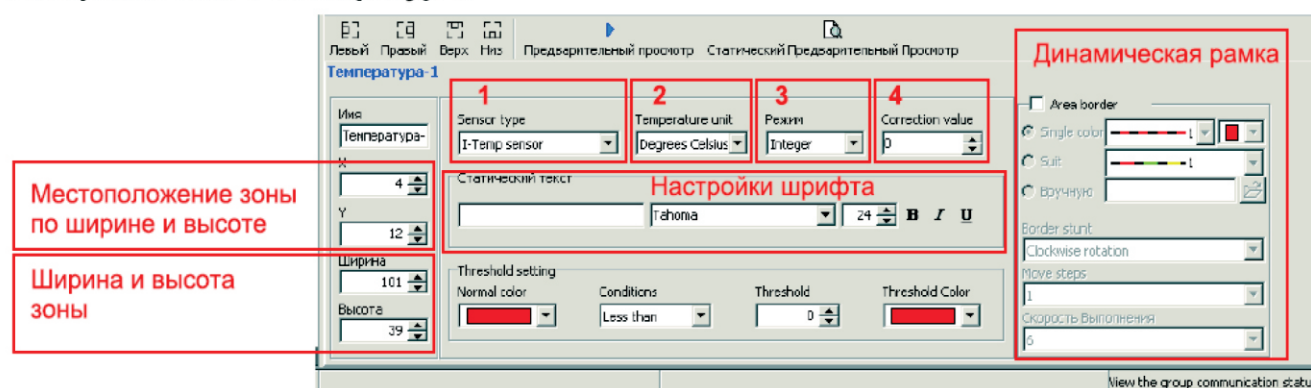 Левый Правый Верх Низ Предварительный просмотр Статический Предварительный Просмотр
Динамическая рамка
Температура-1
1 2 3 4
Имя
Температура-
Sensor type Temperature unit Режим Correction value
I-Temp sensor Degrees Celsius Integer 0
Area border
Single color 1
Suit 1
Вручную
Местоположение зоны
по ширине и высоте
X
4
Y
12
Статический текст
Настройки шрифта
Tahoma 24 B I U
Border stunt
Clockwise rotation
Move steps
1
Скорость Выполнения
6
Ширина и высота
зоны
Ширина
101
Высота
39
Threshold setting
Normal color Conditions Threshold Threshold Color
Less than 0
View the group communication statu